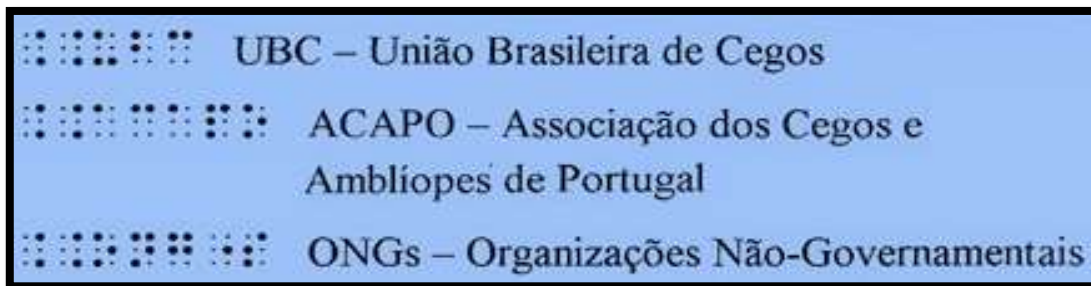 ⠨⠨⠥⠃⠉ UBC – União Brasileira de Cegos
⠨⠨⠁⠉⠁⠏⠕ ACAPO – Associação dos Cegos e
Amblíopes de Portugal
⠨⠨⠕⠝⠛⠐⠎ ONGs – Organizações Não-Governamentais